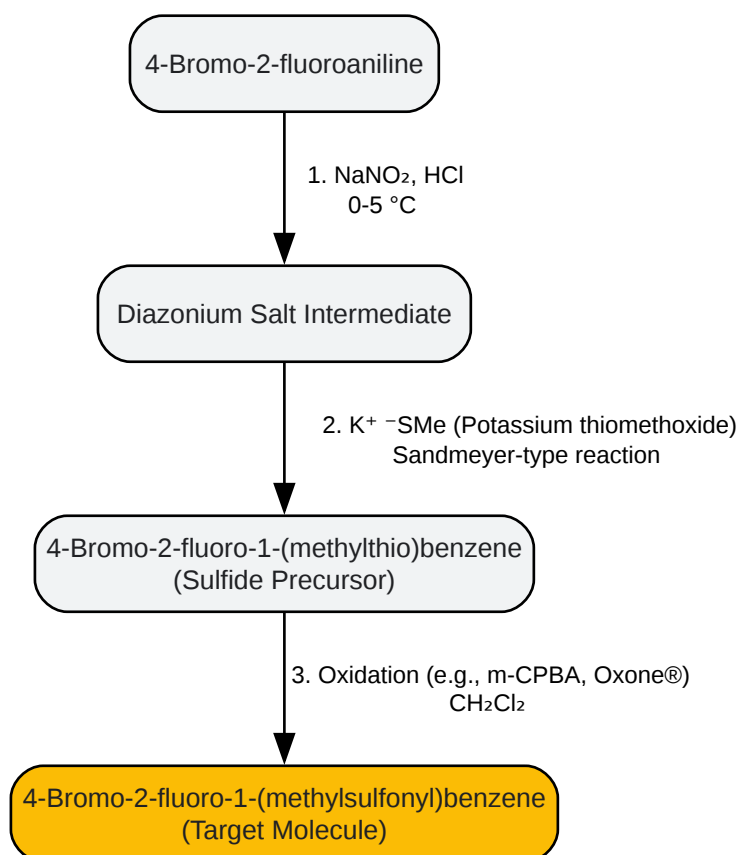 4-Bromo-2-fluoroaniline
1. NaNO₂, HCl
0-5 °C
Diazonium Salt Intermediate
2. K⁺ ⁻SMe (Potassium thiomethoxide)
Sandmeyer-type reaction
4-Bromo-2-fluoro-1-(methylthio)benzene
(Sulfide Precursor)
3. Oxidation (e.g., m-CPBA, Oxone®)
CH₂Cl₂
4-Bromo-2-fluoro-1-(methylsulfonyl)benzene
(Target Molecule)